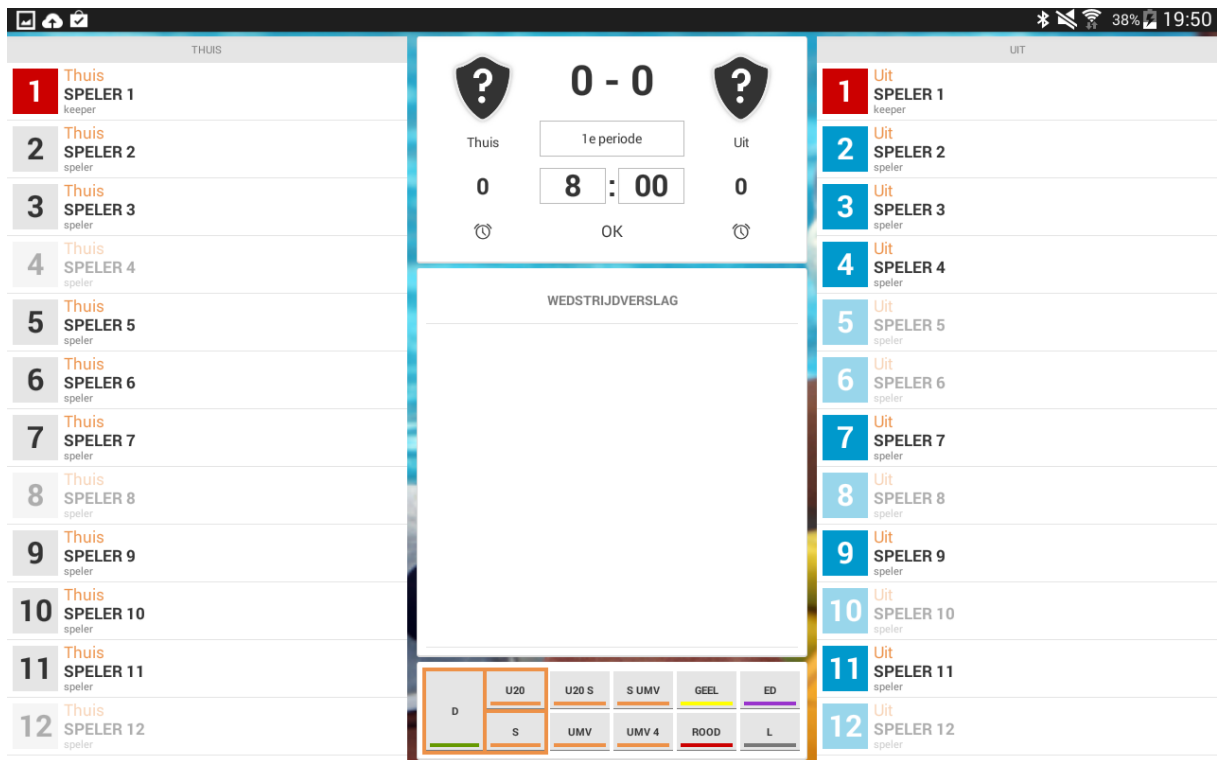 38% 19:50
THUIS
1 Thuis
SPELER 1
keeper
2 Thuis
SPELER 2
speler
3 Thuis
SPELER 3
speler
4 Thuis
SPELER 4
speler
5 Thuis
SPELER 5
speler
6 Thuis
SPELER 6
speler
7 Thuis
SPELER 7
speler
8 Thuis
SPELER 8
speler
9 Thuis
SPELER 9
speler
10 Thuis
SPELER 10
speler
11 Thuis
SPELER 11
speler
12 Thuis
SPELER 12
speler
? 0 - 0 ?
Thuis 1e periode Uit
0 8 : 00 0
OK
WEDSTRIJDVERSLAG
D
U20 U20 S S UMV GEEL ED
S UMV UMV 4 ROOD L
UIT
1 Uit
SPELER 1
keeper
2 Uit
SPELER 2
speler
3 Uit
SPELER 3
speler
4 Uit
SPELER 4
speler
5 Uit
SPELER 5
speler
6 Uit
SPELER 6
speler
7 Uit
SPELER 7
speler
8 Uit
SPELER 8
speler
9 Uit
SPELER 9
speler
10 Uit
SPELER 10
speler
11 Uit
SPELER 11
speler
12 Uit
SPELER 12
speler